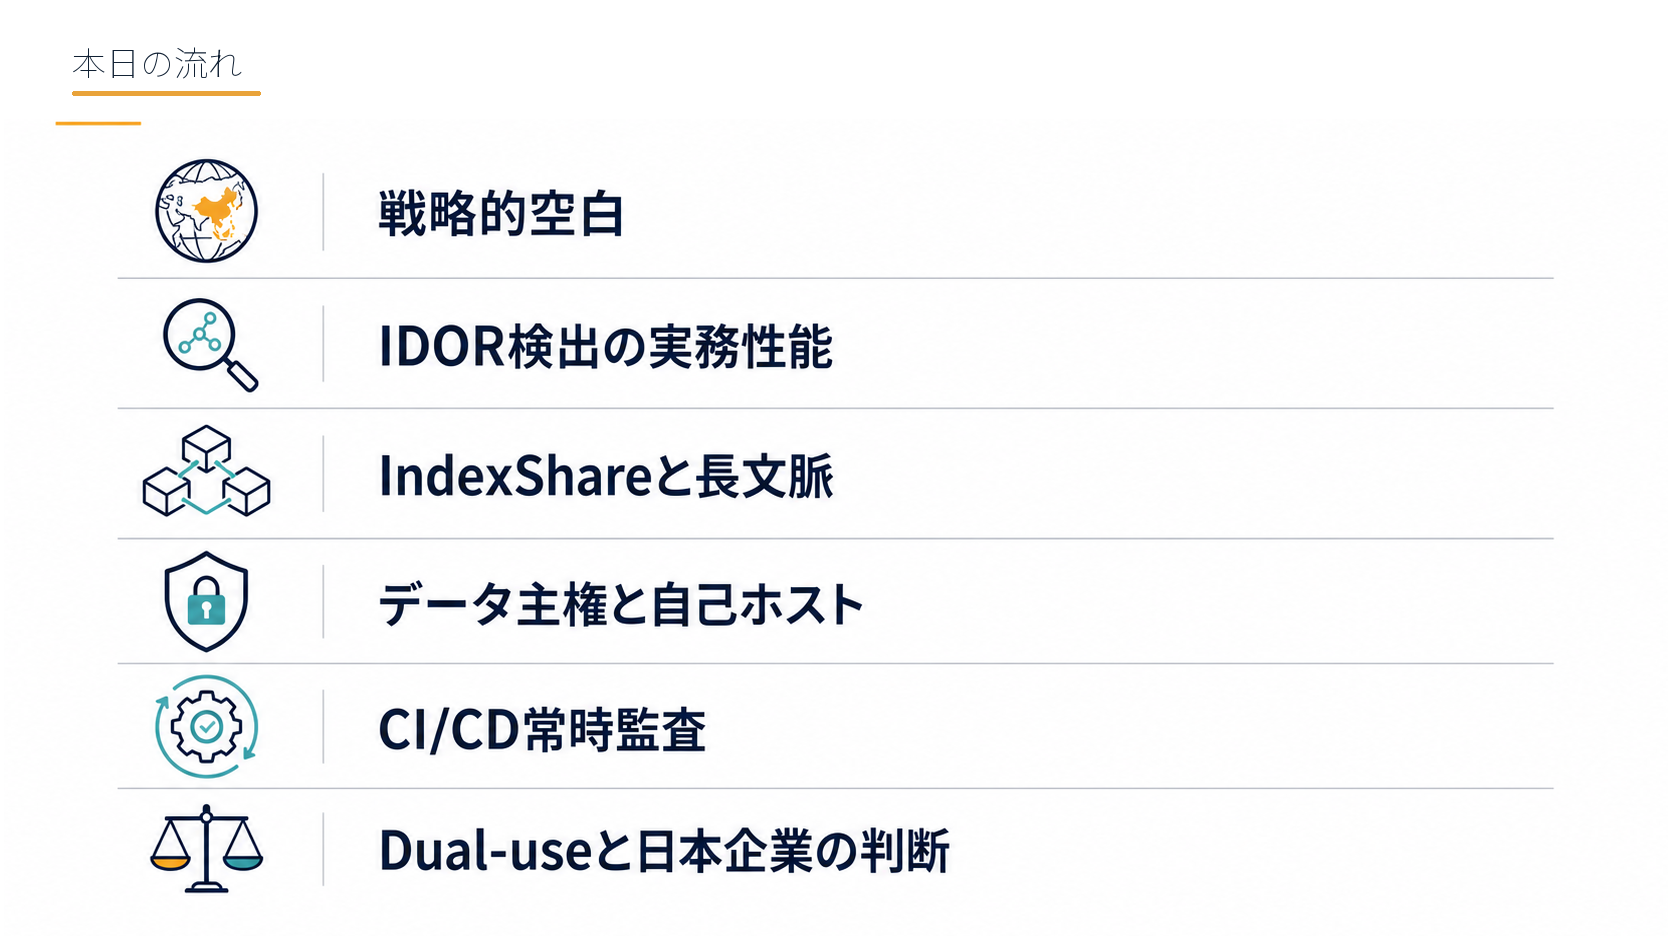 本日の流れ
戦略的空白
IDOR検出の実務性能
IndexShareと長文脈
データ主権と自己ホスト
CI/CD常時監査
Dual-useと日本企業の判断